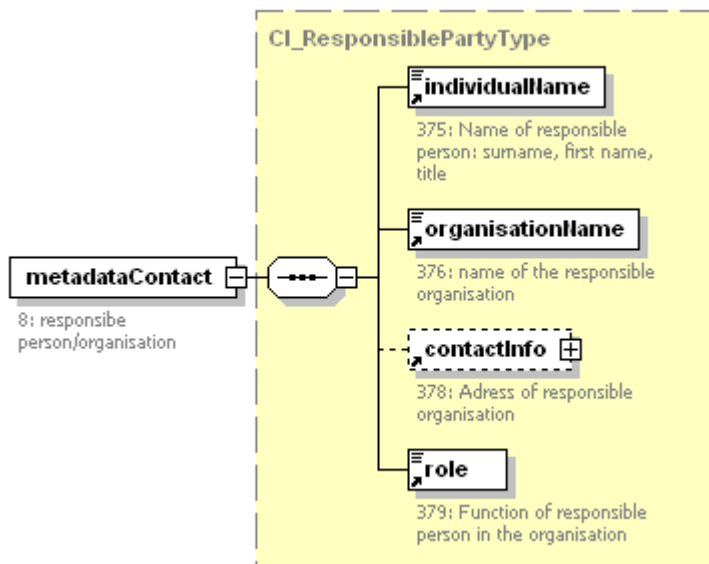 CI_ResponsiblePartyType
individualName
375: Name of responsible
person: surname, first name,
title
organisationName
376: name of the responsible
organisation
metadataContact
8: responsibe
person/organisation
contactInfo
378: Adress of responsible
organisation
role
379: Function of responsible
person in the organisation